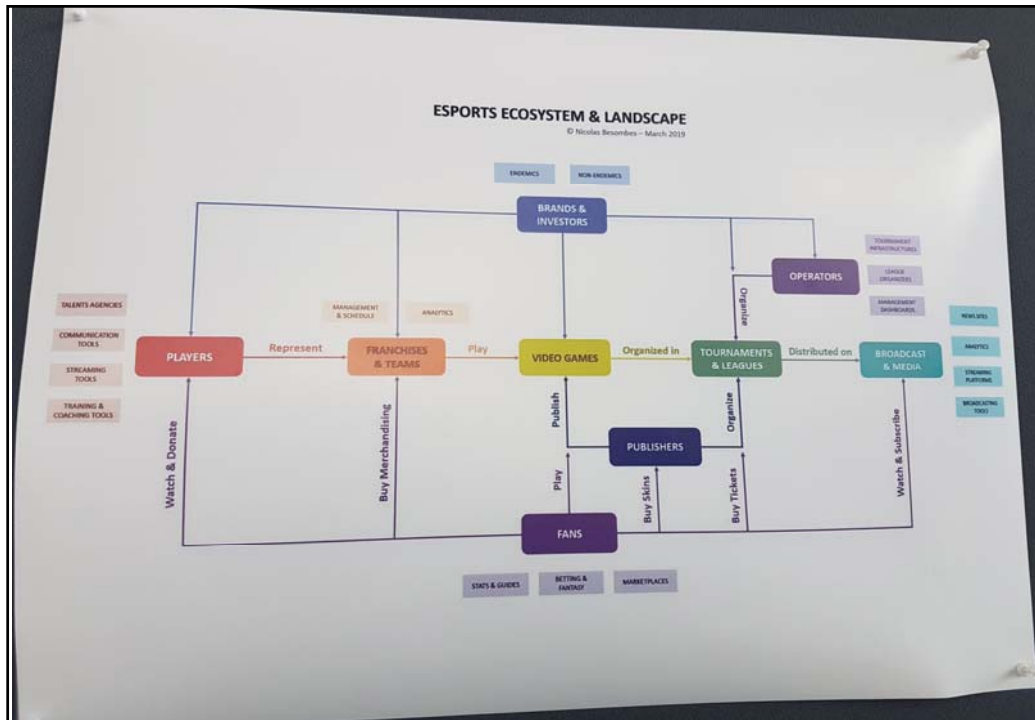 ESPORTS ECOSYSTEM & LANDSCAPE
© Nicolas Besombes – March 2019
ENDEMICS
NON-ENDEMICS
BRANDS &
INVESTORS
OPERATORS
TOURNAMENT
INFRASTRUCTURES
LEAGUE
ORGANIZERS
MANAGEMENT
DASHBOARDS
Organize
TALENTS AGENCIES
COMMUNICATION
TOOLS
STREAMING
TOOLS
TRAINING &
COACHING TOOLS
MANAGEMENT
& SCHEDULE
ANALYTICS
PLAYERS
Represent
FRANCHISES
& TEAMS
Play
VIDEO GAMES
Organized in
TOURNAMENTS
& LEAGUES
Distributed on
BROADCAST
& MEDIA
NEWS SITES
ANALYTICS
STREAMING
PLATFORMS
BROADCASTING
TOOLS
Publish
Organize
PUBLISHERS
Watch & Donate
Buy Merchandising
Play
Buy Skins
Buy Tickets
Watch & Subscribe
FANS
STATS & GUIDES
BETTING &
FANTASY
MARKETPLACES